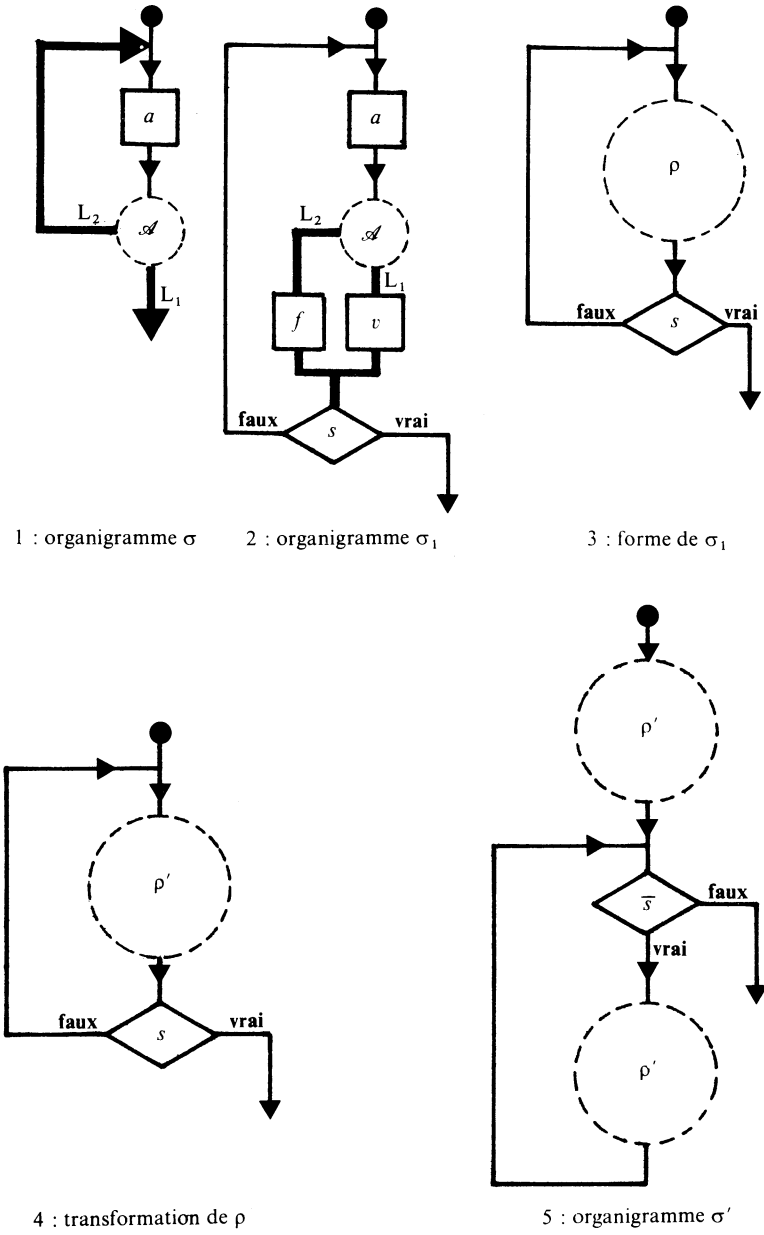 a
L₂
𝒜
L₁
1 : organigramme σ
a
L₂
𝒜
L₁
f
v
faux
s
vrai
2 : organigramme σ₁
ρ
faux
s
vrai
3 : forme de σ₁
ρ′
faux
s
vrai
4 : transformation de ρ
ρ′
s̅
faux
vrai
ρ′
5 : organigramme σ′